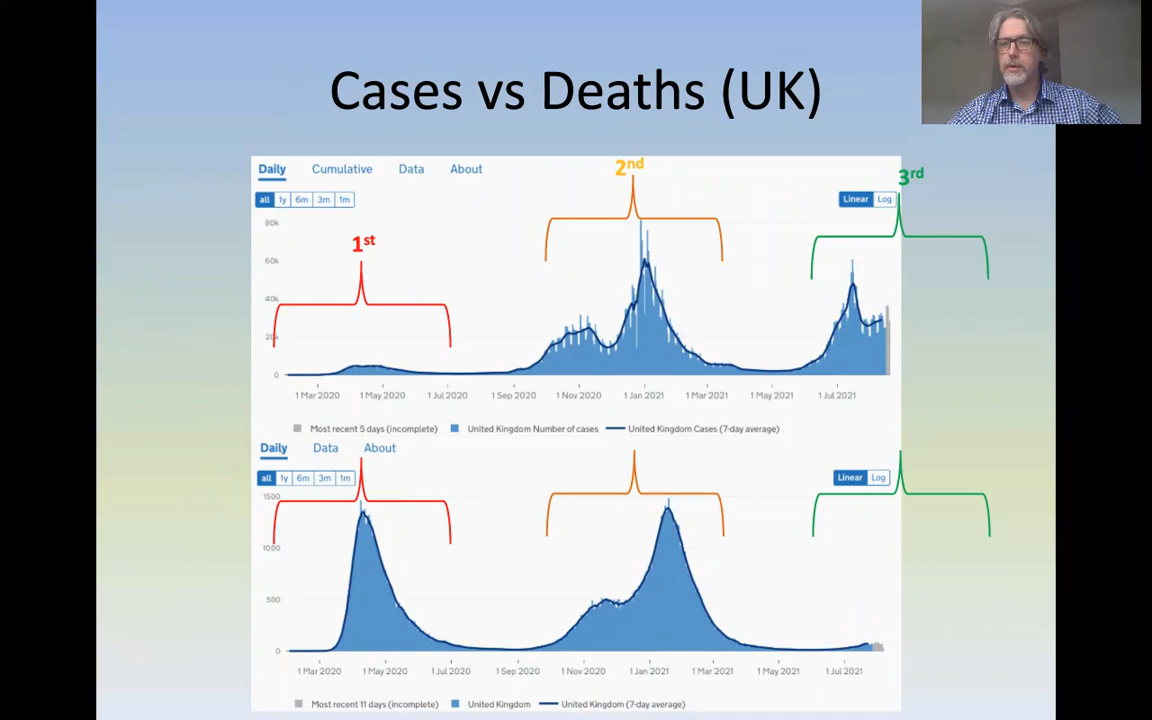 Cases vs Deaths (UK)
Daily Cumulative Data About
2nd
3rd
all 1y 6m 3m 1m
Linear Log
80k
1st
60k
40k
20k
0
1 Mar 2020 1 May 2020 1 Jul 2020 1 Sep 2020 1 Nov 2020 1 Jan 2021 1 Mar 2021 1 May 2021 1 Jul 2021
Most recent 5 days (incomplete) United Kingdom Number of cases United Kingdom Cases (7-day average)
Daily Data About
all 1y 6m 3m 1m
Linear Log
1500
1000
500
0
1 Mar 2020 1 May 2020 1 Jul 2020 1 Sep 2020 1 Nov 2020 1 Jan 2021 1 Mar 2021 1 May 2021 1 Jul 2021
Most recent 11 days (incomplete) United Kingdom United Kingdom (7-day average)